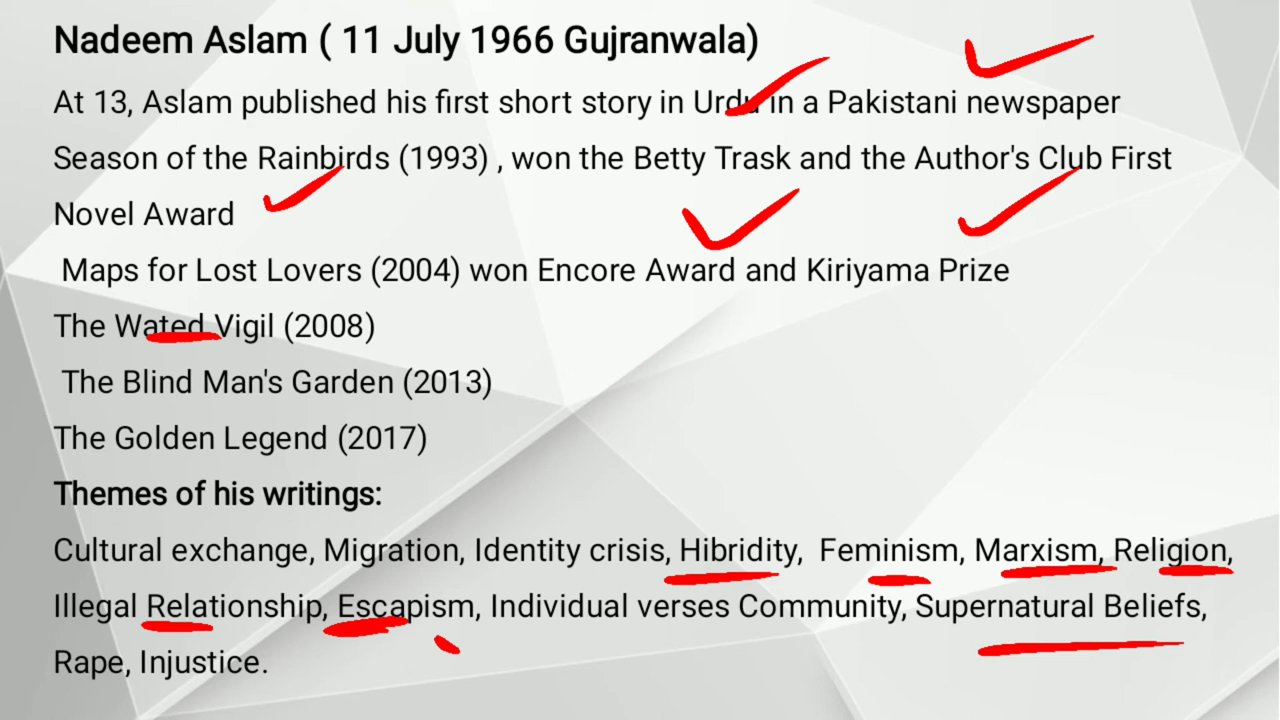 Nadeem Aslam ( 11 July 1966 Gujranwala)
At 13, Aslam published his first short story in Urdu in a Pakistani newspaper
Season of the Rainbirds (1993) , won the Betty Trask and the Author's Club First
Novel Award
Maps for Lost Lovers (2004) won Encore Award and Kiriyama Prize
The Wated Vigil (2008)
The Blind Man's Garden (2013)
The Golden Legend (2017)
Themes of his writings:
Cultural exchange, Migration, Identity crisis, Hibridity, Feminism, Marxism, Religion,
Illegal Relationship, Escapism, Individual verses Community, Supernatural Beliefs,
Rape, Injustice.